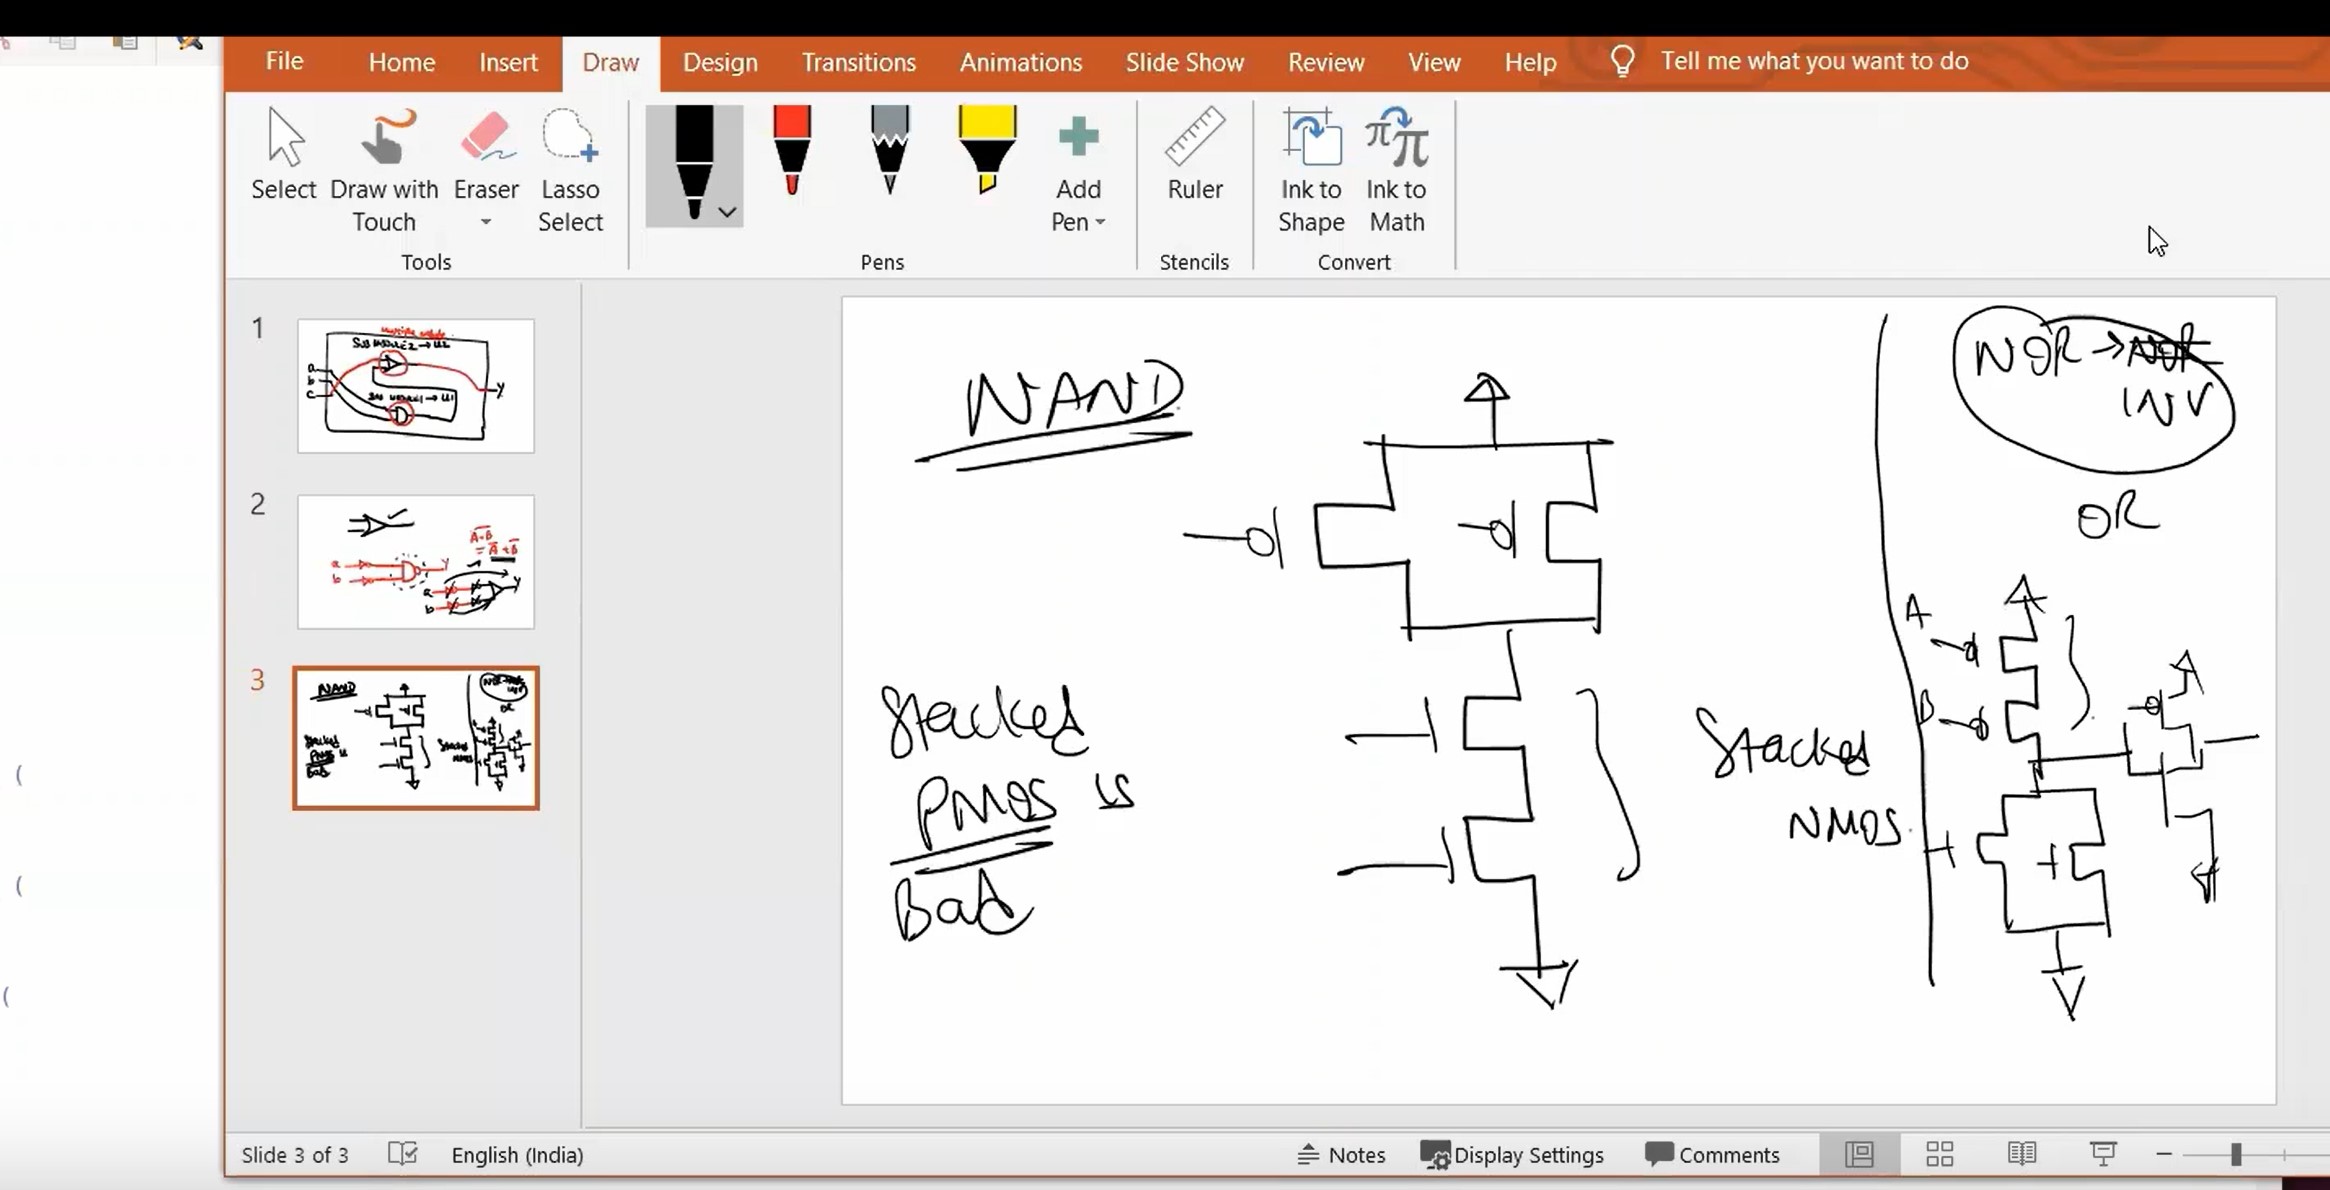 File Home Insert Draw Design Transitions Animations Slide Show Review View Help Tell me what you want to do
Select Draw with Touch Eraser Lasso Select Add Pen Ruler Ink to Shape Ink to Math
Tools Pens Stencils Convert
1
a
b
c
Y
2
A.B
= A + B
a
b
Y
a
b
Y
3
NAND
Stacked
PMOS is
Bad
Stacked
NMOS
NOR → NOR
INV
OR
A
B
Slide 3 of 3 English (India) Notes Display Settings Comments